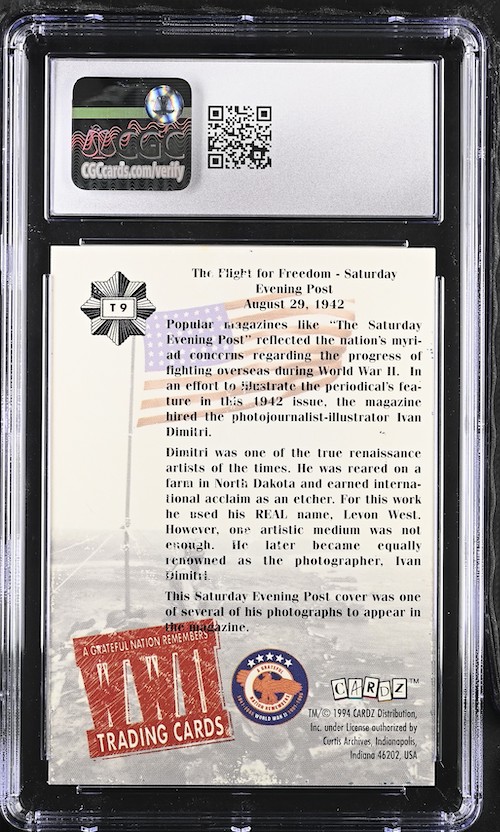 CGC
CGCcards.com/verify
T9
The Flight for Freedom - Saturday
Evening Post
August 29, 1942
Popular magazines like "The Saturday
Evening Post" reflected the nation's myri-
ad concerns regarding the progress of
fighting overseas during World War II. In
an effort to illustrate the periodical's fea-
ture in this 1942 issue, the magazine
hired the photojournalist-illustrator Ivan
Dimitri.
Dimitri was one of the true renaissance
artists of the times. He was reared on a
farm in North Dakota and earned interna-
tional acclaim as an etcher. For this work
he used his REAL name, Levon West.
However, one artistic medium was not
enough. He later became equally
renowned as the photographer, Ivan
Dimitri.
This Saturday Evening Post cover was one
of several of his photographs to appear in
the magazine.
A GRATEFUL NATION REMEMBERS
WWII
TRADING CARDS
A GRATEFUL
NATION REMEMBERS
WORLD WAR II
CARDZ™
TM/© 1994 CARDZ Distribution,
Inc. under License authorized by
Curtis Archives, Indianapolis,
Indiana 46202, USA